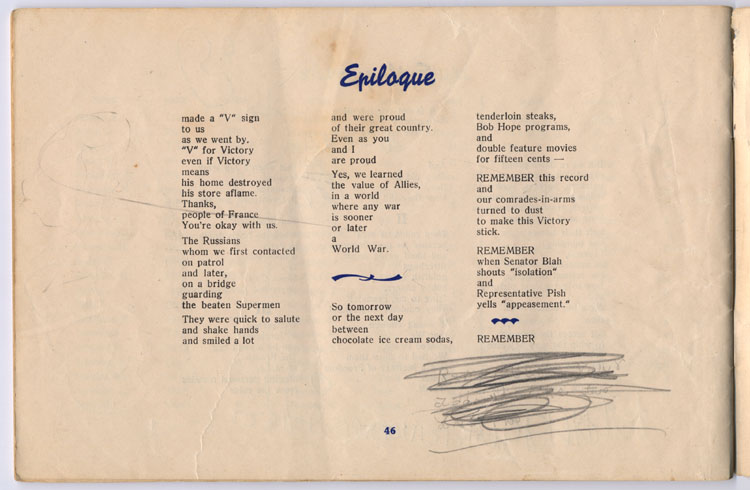 Epilogue
made a "V" sign
to us
as we went by.
"V" for Victory
even if Victory
means
his home destroyed
his store aflame.
Thanks,
people of France
You're okay with us.
The Russians
whom we first contacted
on patrol
and later,
on a bridge
guarding
the beaten Supermen
They were quick to salute
and shake hands
and smiled a lot
and were proud
of their great country.
Even as you
and I
are proud
Yes, we learned
the value of Allies,
in a world
where any war
is sooner
or later
a
World War.
So tomorrow
or the next day
between
chocolate ice cream sodas,
tenderloin steaks,
Bob Hope programs,
and
double feature movies
for fifteen cents —
REMEMBER this record
and
our comrades-in-arms
turned to dust
to make this Victory
stick.
REMEMBER
when Senator Blah
shouts "isolation"
and
Representative Pish
yells "appeasement."
REMEMBER
46